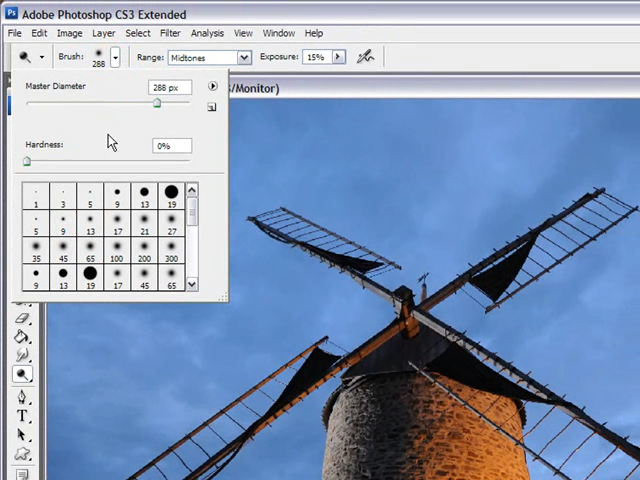 Ps Adobe Photoshop CS3 Extended
File Edit Image Layer Select Filter Analysis View Window Help
Brush: 288 Range: Midtones Exposure: 15%
Master Diameter 288 px
S/Monitor)
Hardness: 0%
1 3 5 9 13 19
5 9 13 17 21 27
35 45 65 100 200 300
9 13 19 17 45 65
T